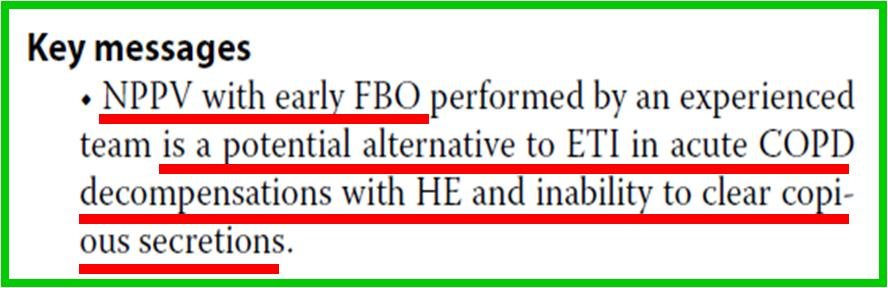 Key messages
• NPPV with early FBO performed by an experienced
team is a potential alternative to ETI in acute COPD
decompensations with HE and inability to clear copi-
ous secretions.